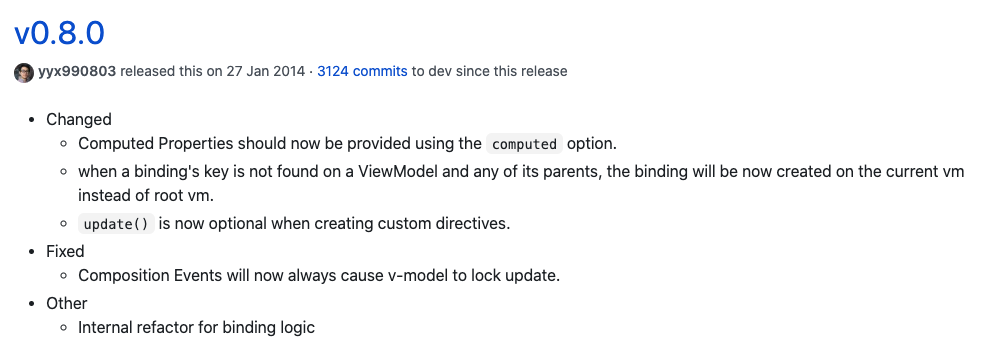 v0.8.0
yyx990803 released this on 27 Jan 2014 · 3124 commits to dev since this release
• Changed
◦ Computed Properties should now be provided using the computed option.
◦ when a binding's key is not found on a ViewModel and any of its parents, the binding will be now created on the current vm
instead of root vm.
◦ update() is now optional when creating custom directives.
• Fixed
◦ Composition Events will now always cause v-model to lock update.
• Other
◦ Internal refactor for binding logic